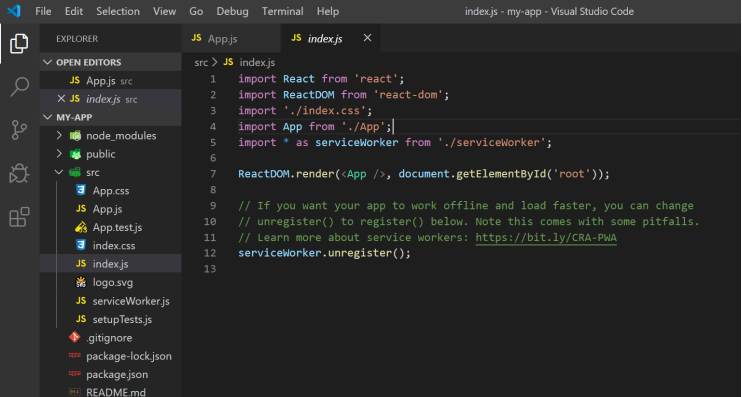 File Edit Selection View Go Debug Terminal Help index.js - my-app - Visual Studio Code
EXPLORER
OPEN EDITORS
JS App.js src
JS index.js src
MY-APP
node_modules
public
src
App.css
JS App.js
App.test.js
index.css
JS index.js
SVG logo.svg
JS serviceWorker.js
JS setupTests.js
.gitignore
npm package-lock.json
npm package.json
README.md
JS App.js JS index.js
src > JS index.js
1 import React from 'react';
2 import ReactDOM from 'react-dom';
3 import './index.css';
4 import App from './App';
5 import * as serviceWorker from './serviceWorker';
6
7 ReactDOM.render(<App />, document.getElementById('root'));
8
9 // If you want your app to work offline and load faster, you can change
10 // unregister() to register() below. Note this comes with some pitfalls.
11 // Learn more about service workers: https://bit.ly/CRA-PWA
12 serviceWorker.unregister();
13